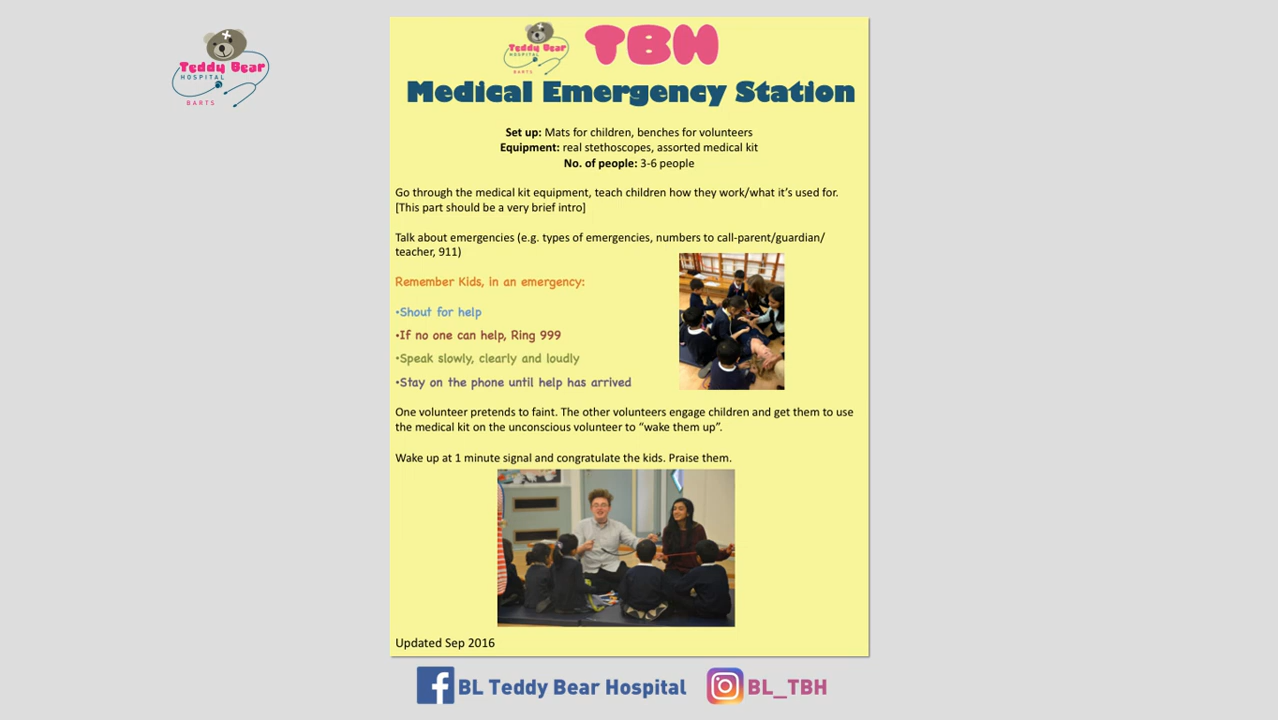 Teddy Bear
HOSPITAL
BARTS
Teddy Bear
HOSPITAL
BARTS
TBH
Medical Emergency Station
Set up: Mats for children, benches for volunteers
Equipment: real stethoscopes, assorted medical kit
No. of people: 3-6 people
Go through the medical kit equipment, teach children how they work/what it's used for.
[This part should be a very brief intro]
Talk about emergencies (e.g. types of emergencies, numbers to call-parent/guardian/
teacher, 911)
Remember Kids, in an emergency:
•Shout for help
•If no one can help, Ring 999
•Speak slowly, clearly and loudly
•Stay on the phone until help has arrived
One volunteer pretends to faint. The other volunteers engage children and get them to use
the medical kit on the unconscious volunteer to “wake them up”.
Wake up at 1 minute signal and congratulate the kids. Praise them.
Updated Sep 2016
BL Teddy Bear Hospital
BL_TBH